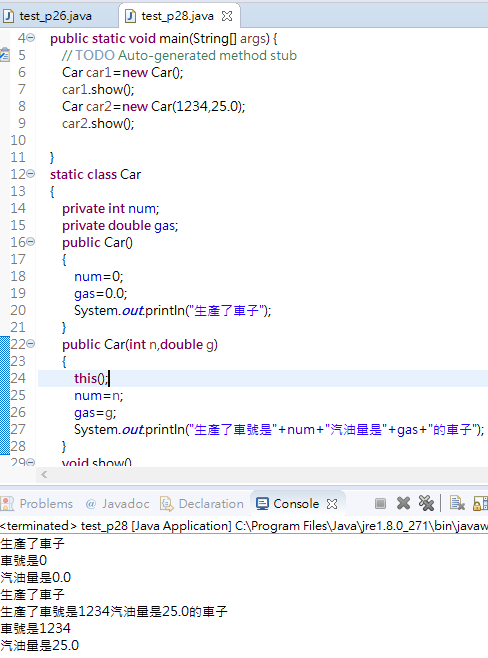 test_p26.java test_p28.java
4 public static void main(String[] args) {
5 // TODO Auto-generated method stub
6 Car car1=new Car();
7 car1.show();
8 Car car2=new Car(1234,25.0);
9 car2.show();
10
11 }
12 static class Car
13 {
14 private int num;
15 private double gas;
16 public Car()
17 {
18 num=0;
19 gas=0.0;
20 System.out.println("生產了車子");
21 }
22 public Car(int n,double g)
23 {
24 this();
25 num=n;
26 gas=g;
27 System.out.println("生產了車號是"+num+"汽油量是"+gas+"的車子");
28 }
29 void show()
Problems @ Javadoc Declaration Console
<terminated> test_p28 [Java Application] C:\Program Files\Java\jre1.8.0_271\bin\javaw
生產了車子
車號是0
汽油量是0.0
生產了車子
生產了車號是1234汽油量是25.0的車子
車號是1234
汽油量是25.0